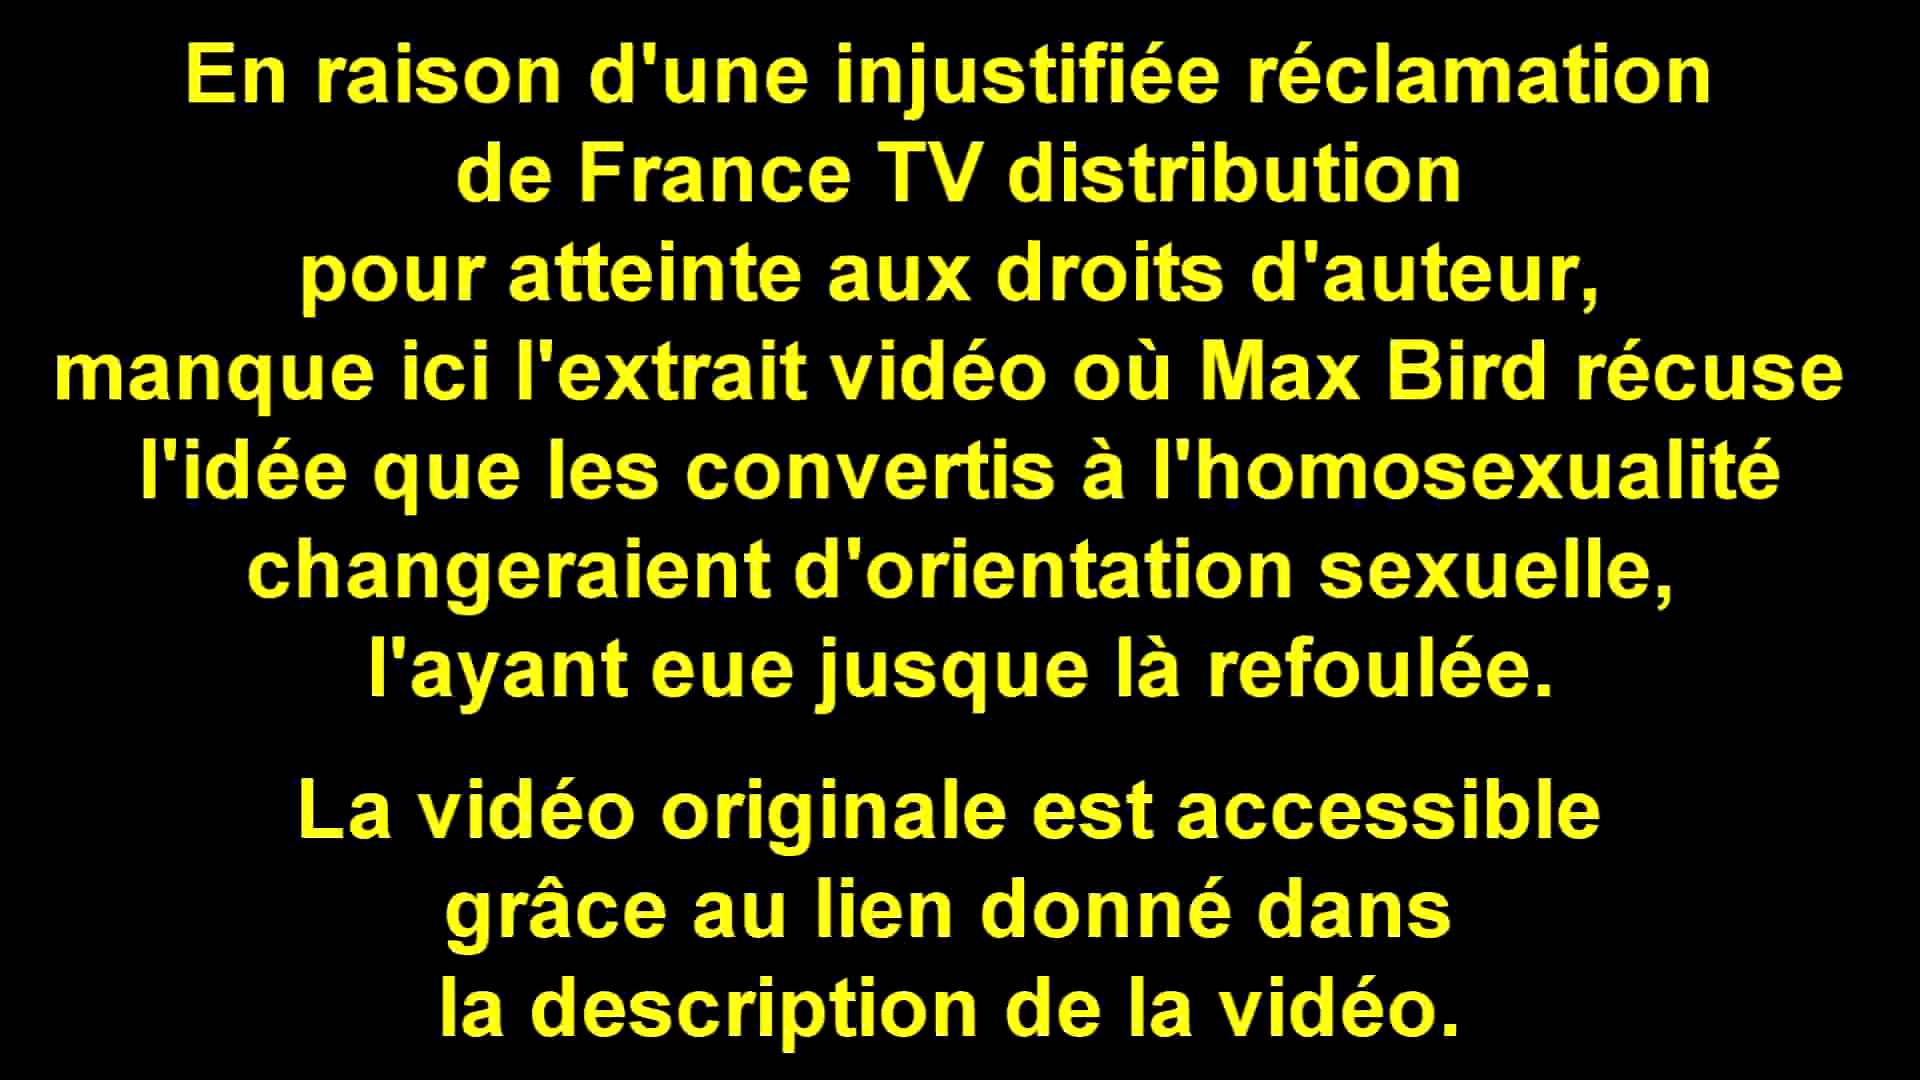 En raison d'une injustifiée réclamation
de France TV distribution
pour atteinte aux droits d'auteur,
manque ici l'extrait vidéo où Max Bird récuse
l'idée que les convertis à l'homosexualité
changeraient d'orientation sexuelle,
l'ayant eue jusque là refoulée.
La vidéo originale est accessible
grâce au lien donné dans
la description de la vidéo.